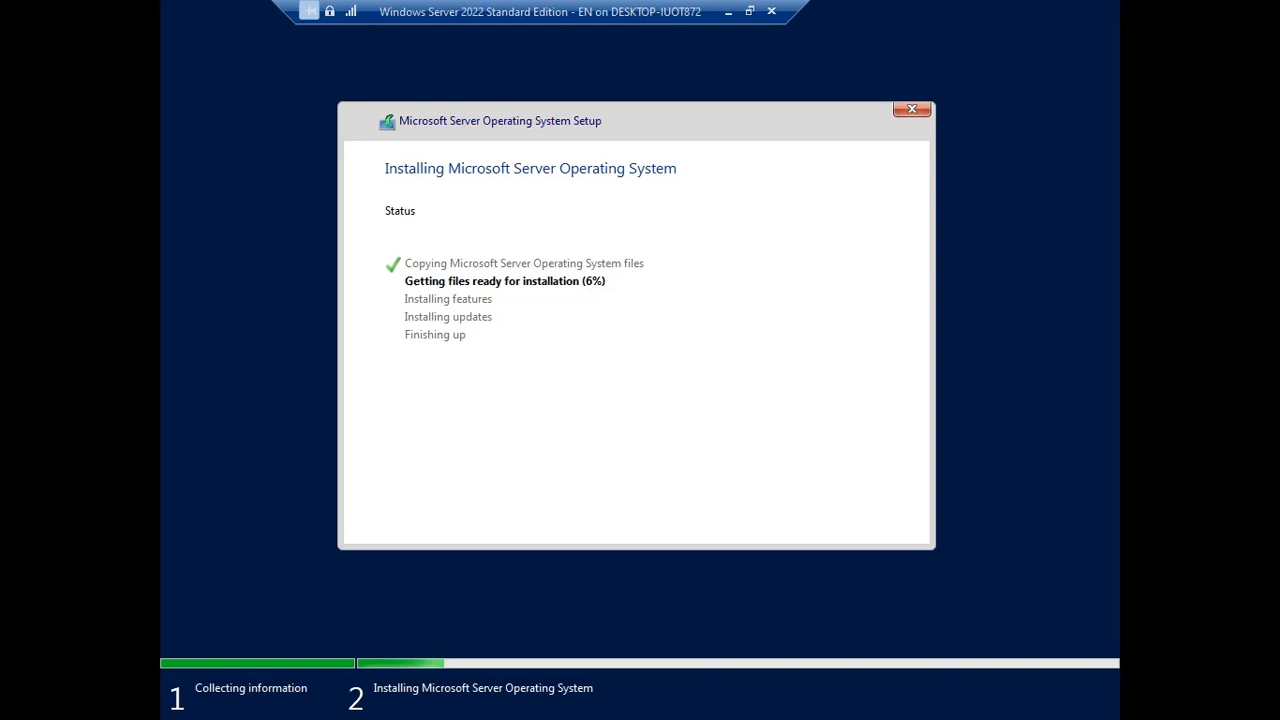 Windows Server 2022 Standard Edition - EN on DESKTOP-IUOT872
Microsoft Server Operating System Setup
Installing Microsoft Server Operating System
Status
Copying Microsoft Server Operating System files
Getting files ready for installation (6%)
Installing features
Installing updates
Finishing up
1 Collecting information
2 Installing Microsoft Server Operating System